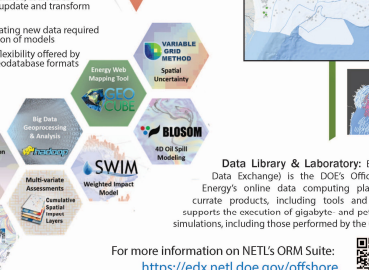 update and transform
ating new data required
on of models
lexibility offered by
odatabase formats
VARIABLE
GRID
METHOD
Spatial
Uncertainty
Energy Web
Mapping Tool
GEO
CUBE
BLOSOM
4D Oil Spill
Modeling
Big Data
Geoprocessing
& Analysis
hadoop
SWIM
Weighted Impact
Model
Multi-variate
Assessments
Cumulative
Spatial
Impact
Layers
Data Library & Laboratory: E
Data Exchange) is the DOE's Offic
Energy's online data computing pla
currate products, including tools and
supports the execution of gigabyte- and pet
simulations, including those performed by the
For more information on NETL's ORM Suite:
https://edx.netl.doe.gov/offshore